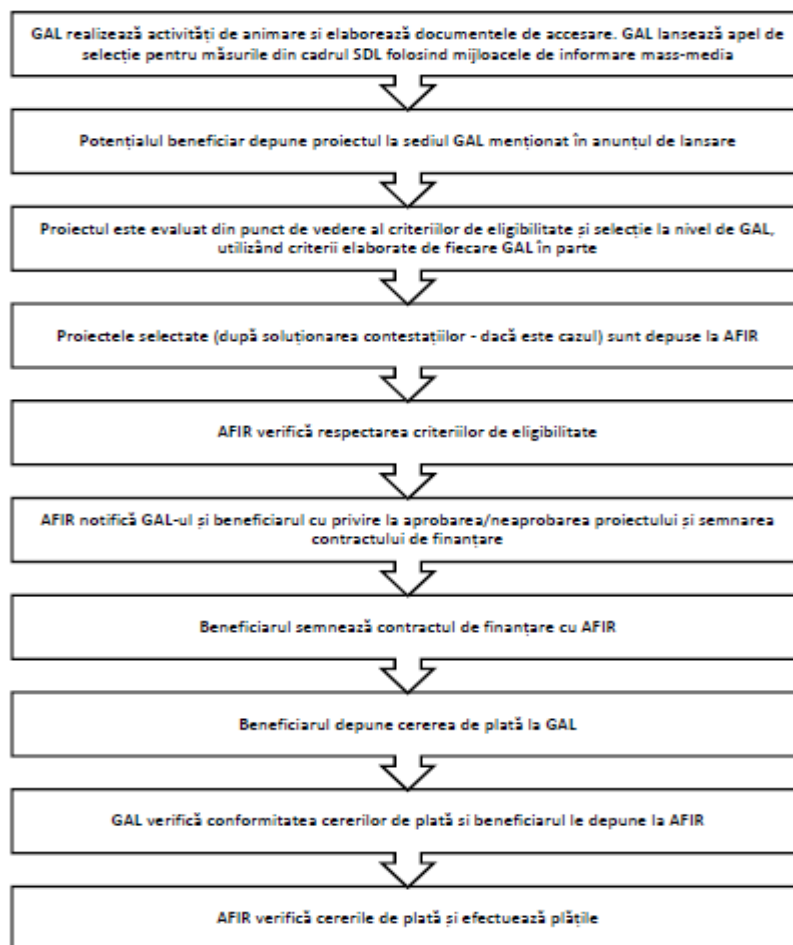 GAL realizează activități de animare si elaborează documentele de accesare. GAL lansează apel de
selecție pentru măsurile din cadrul SDL folosind mijloacele de informare mass-media
Potențialul beneficiar depune proiectul la sediul GAL menționat în anunțul de lansare
Proiectul este evaluat din punct de vedere al criteriilor de eligibilitate și selecție la nivel de GAL,
utilizând criterii elaborate de fiecare GAL în parte
Proiectele selectate (după soluționarea contestațiilor - dacă este cazul) sunt depuse la AFIR
AFIR verifică respectarea criteriilor de eligibilitate
AFIR notifică GAL-ul și beneficiarul cu privire la aprobarea/neaprobarea proiectului și semnarea
contractului de finanțare
Beneficiarul semnează contractul de finanțare cu AFIR
Beneficiarul depune cererea de plată la GAL
GAL verifică conformitatea cererilor de plată si beneficiarul le depune la AFIR
AFIR verifică cererile de plată și efectuează plățile